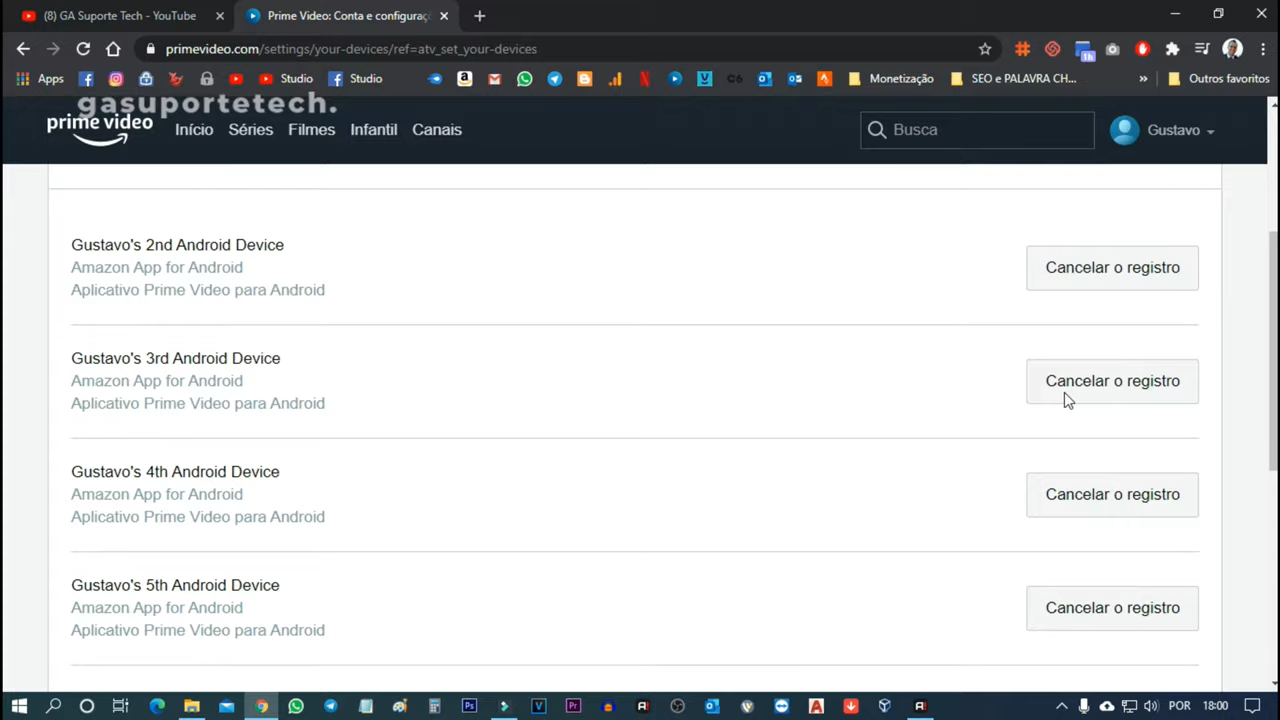 (8) GA Suporte Tech - YouTube
Prime Video: Conta e configuraç
primevideo.com/settings/your-devices/ref=atv_set_your-devices
1h
Apps
Studio
Studio
Monetização
SEO e PALAVRA CH...
Outros favoritos
gasuportetech.
prime video
Início
Séries
Filmes
Infantil
Canais
Busca
Gustavo
Gustavo's 2nd Android Device
Amazon App for Android
Aplicativo Prime Video para Android
Cancelar o registro
Gustavo's 3rd Android Device
Amazon App for Android
Aplicativo Prime Video para Android
Cancelar o registro
Gustavo's 4th Android Device
Amazon App for Android
Aplicativo Prime Video para Android
Cancelar o registro
Gustavo's 5th Android Device
Amazon App for Android
Aplicativo Prime Video para Android
Cancelar o registro
POR
18:00